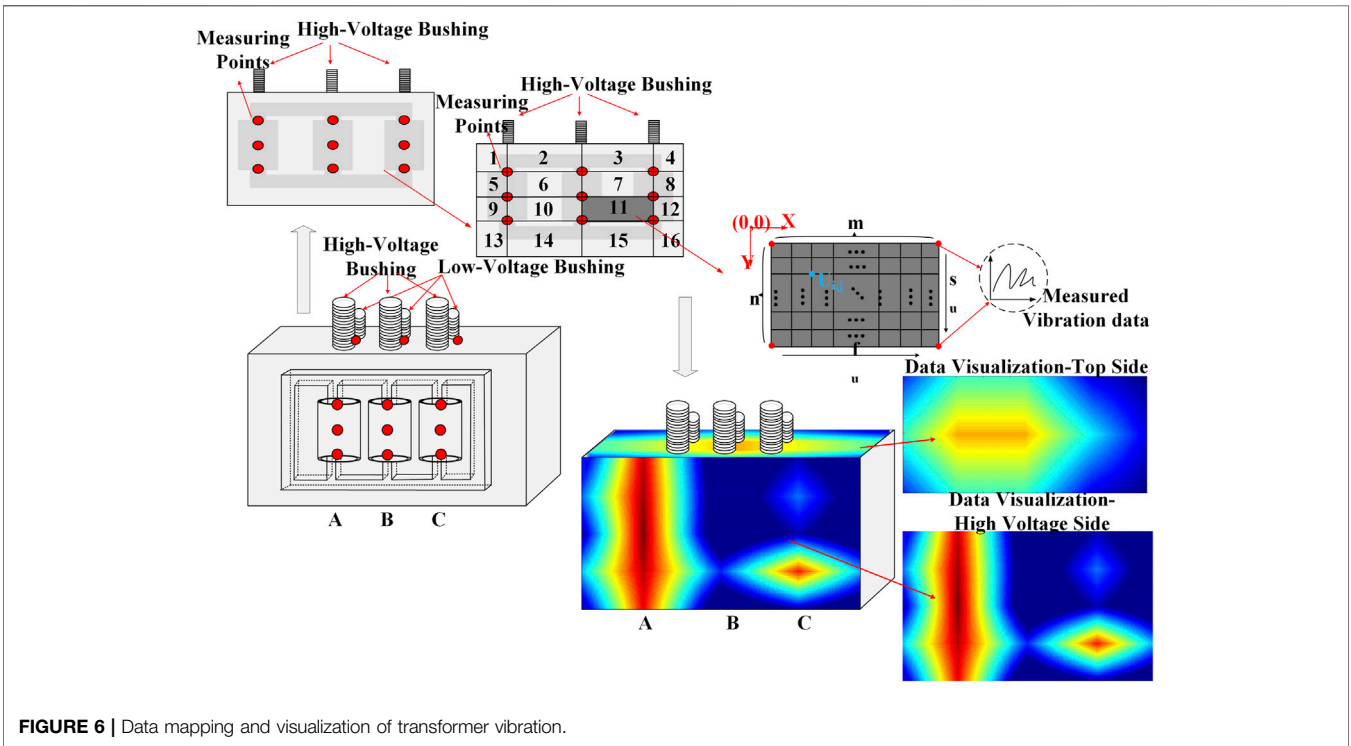 High-Voltage Bushing
Measuring
Points
High-Voltage Bushing
Measuring
Points
1 2 3 4
5 6 7 8
9 10 11 12
13 14 15 16
(0,0) X
Y
m
n
s
u
f
u
Measured
Vibration data
High-Voltage
Bushing
Low-Voltage Bushing
A B C
Data Visualization-Top Side
Data Visualization-
High Voltage Side
A B C
FIGURE 6 | Data mapping and visualization of transformer vibration.